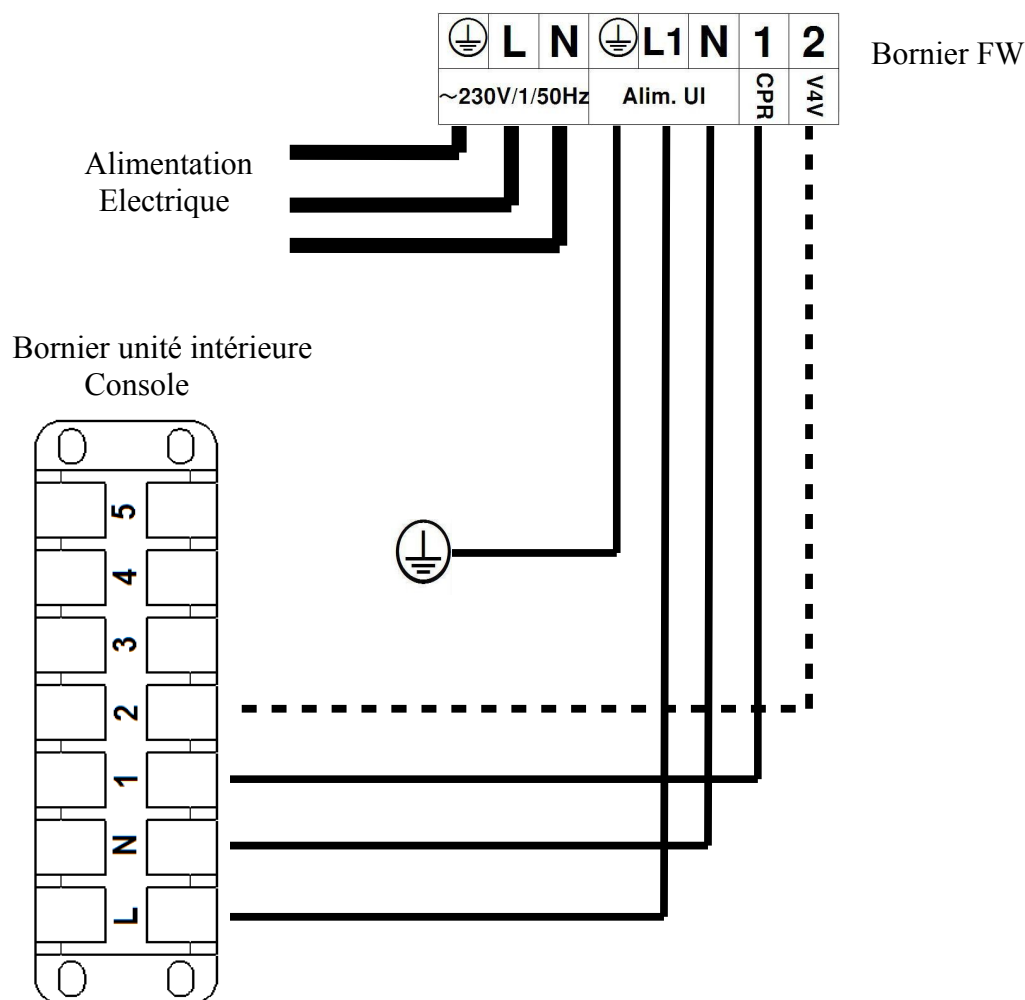 L N L1 N 1 2
Bornier FW
~230V/1/50Hz Alim. UI CPR V4V
Alimentation
Electrique
Bornier unité intérieure
Console
5
4
3
2
1
N
L